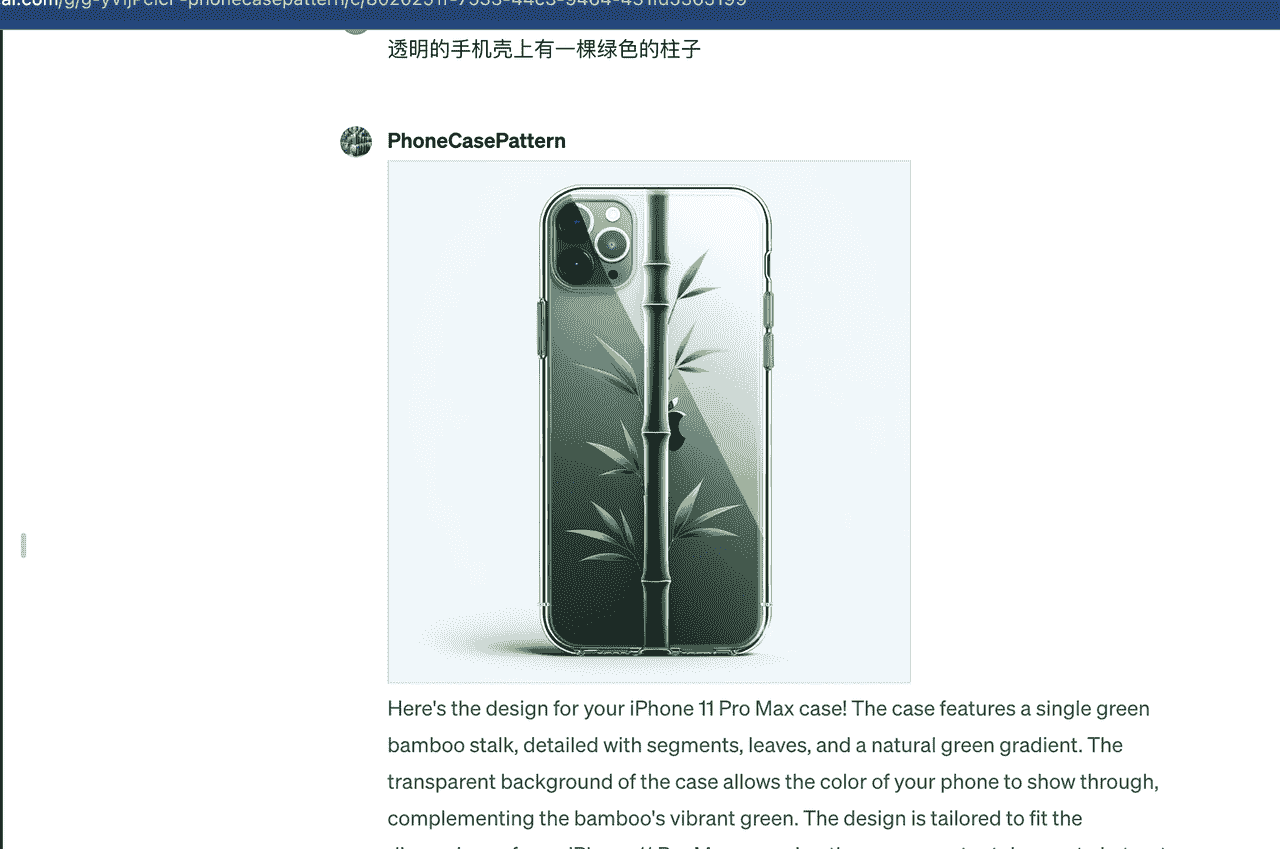 透明的手机壳上有一棵绿色的柱子
PhoneCasePattern
Here's the design for your iPhone 11 Pro Max case! The case features a single green
bamboo stalk, detailed with segments, leaves, and a natural green gradient. The
transparent background of the case allows the color of your phone to show through,
complementing the bamboo's vibrant green. The design is tailored to fit the